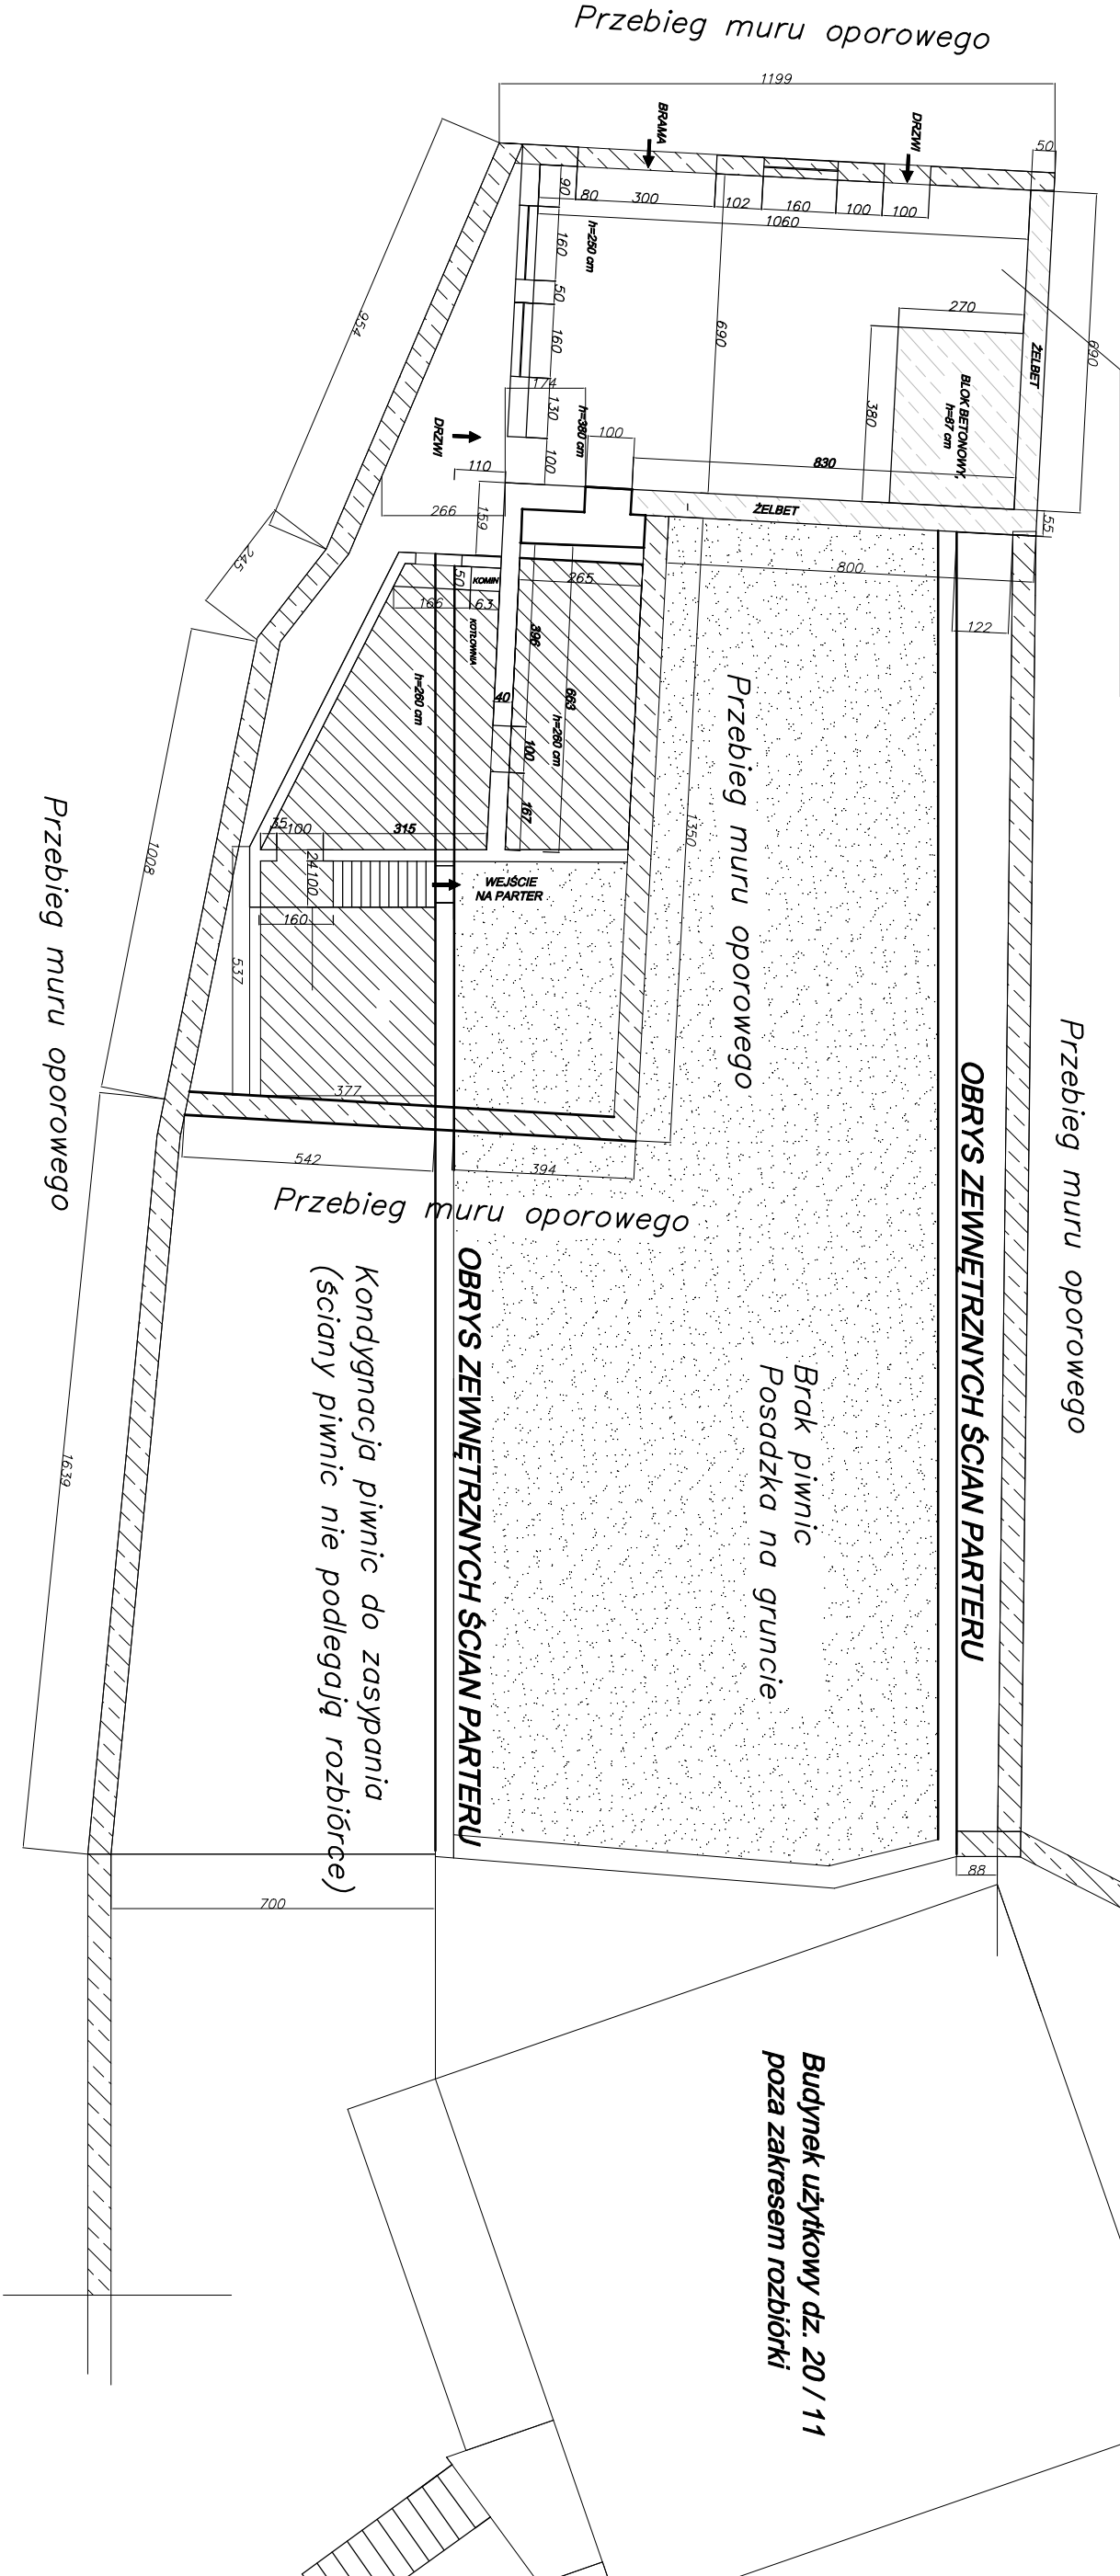 Przebieg muru oporowego
1199
BRAMA
DRZWI
50
90
80
300
102
160
100
100
1060
h=250 cm
160
50
160
130
100
174
h=380 cm
690
270
BLOK BETONOWY,
h=87 cm
380
ŻELBET
690
954
DRZWI
110
266
159
100
830
ŻELBET
55
800
122
245
50
KOMIN
166
63
KOTŁOWNIA
h=260 cm
265
396
663
h=260 cm
40
100
167
Przebieg muru oporowego
1350
35
100
315
24
100
WEJŚCIE
NA PARTER
160
537
377
1008
Przebieg muru oporowego
542
394
Przebieg muru oporowego
Przebieg muru oporowego
OBRYS ZEWNĘTRZNYCH ŚCIAN PARTERU
OBRYS ZEWNĘTRZNYCH ŚCIAN PARTERU
Kondygnacja piwnic do zasypania
(ściany piwnic nie podlegają rozbiórce)
Brak piwnic
Posadzka na gruncie
1639
88
700
Budynek użytkowy dz. 20 / 11
poza zakresem rozbiórki